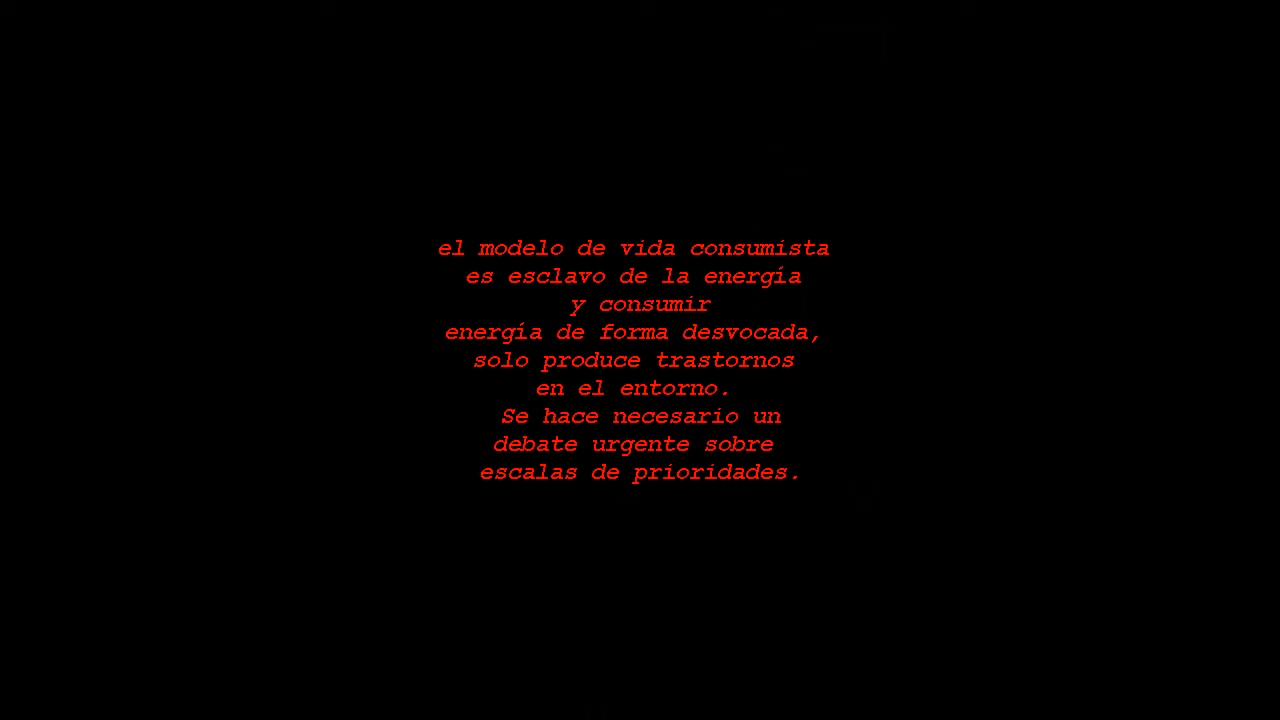 el modelo de vida consumista
es esclavo de la energía
y consumir
energía de forma desvocada,
solo produce trastornos
en el entorno.
Se hace necesario un
debate urgente sobre
escalas de prioridades.